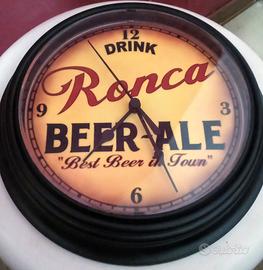 12
DRINK
Ronca
9
3
BEER-ALE
"Best Beer in Town"
6
Subito